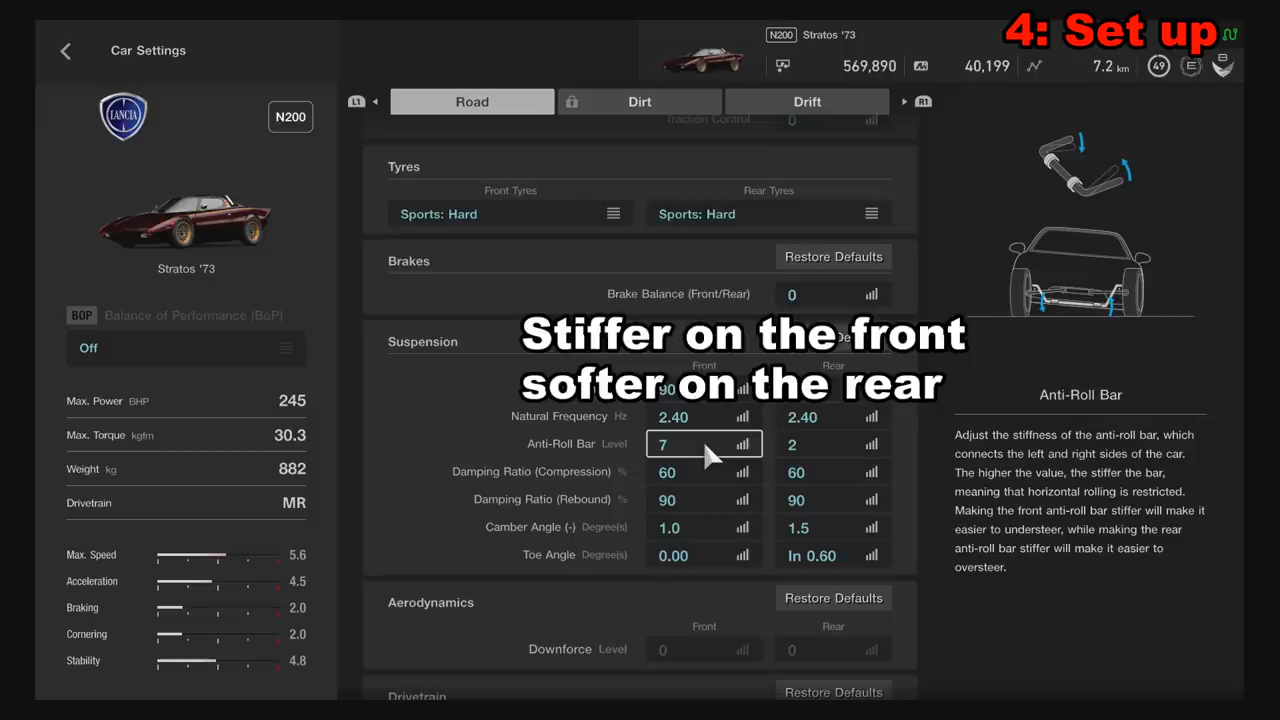 4: Set up
Car Settings
N200 Stratos '73
569,890
40,199
7.2 km
49
E
B
LANCIA
N200
Stratos '73
BOP Balance of Performance (BoP)
Off
Max. Power BHP 245
Max. Torque kgfm 30.3
Weight kg 882
Drivetrain MR
Max. Speed 5.6
Acceleration 4.5
Braking 2.0
Cornering 2.0
Stability 4.8
L1 Road Dirt Drift R1
Traction Control 0
Tyres
Front Tyres Rear Tyres
Sports: Hard Sports: Hard
Brakes Restore Defaults
Brake Balance (Front/Rear) 0
Stiffer on the front
softer on the rear
Suspension
Front Rear
90
Natural Frequency Hz 2.40 2.40
Anti-Roll Bar Level 7 2
Damping Ratio (Compression) % 60 60
Damping Ratio (Rebound) % 90 90
Camber Angle (-) Degree(s) 1.0 1.5
Toe Angle Degree(s) 0.00 In 0.60
Aerodynamics Restore Defaults
Front Rear
Downforce Level 0 0
Drivetrain Restore Defaults
Anti-Roll Bar
Adjust the stiffness of the anti-roll bar, which
connects the left and right sides of the car.
The higher the value, the stiffer the bar,
meaning that horizontal rolling is restricted.
Making the front anti-roll bar stiffer will make it
easier to understeer, while making the rear
anti-roll bar stiffer will make it easier to
oversteer.